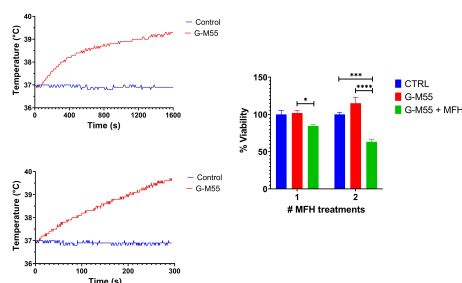 40
39
38
37
36
Temperature (°C)
0 400 800 1200 1600
Time (s)
Control
G-M55
40
39
38
37
36
Temperature (°C)
0 100 200 300
Time (s)
Control
G-M55
150
100
50
0
% Viability
*
***
****
1 2
# MFH treatments
CTRL
G-M55
G-M55 + MFH